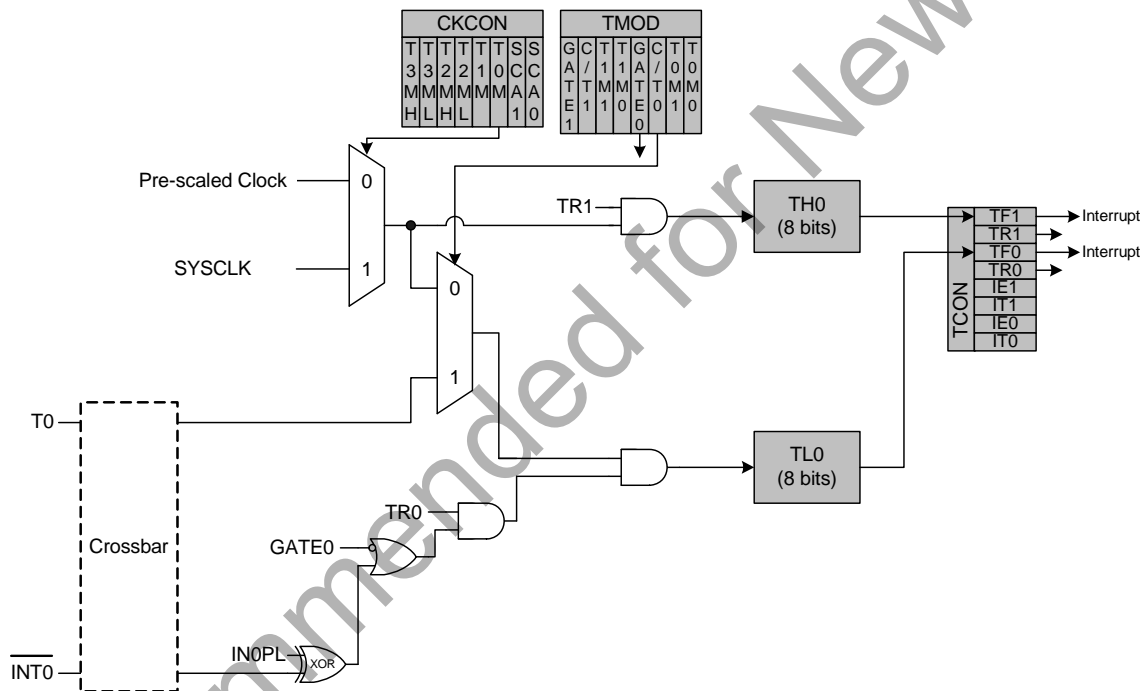 CKCON
T3MH T3ML T2MH T2ML T1M T0M SCA1 SCA0
TMOD
GATE1 C/T1 T1M1 T1M0 GATE0 C/T0 T0M1 T0M0
Pre-scaled Clock
0
SYSCLK
1
TR1
TH0
(8 bits)
TCON
TF1
TR1
TF0
TR0
IE1
IT1
IE0
IT0
Interrupt
Interrupt
0
1
T0
Crossbar
TL0
(8 bits)
TR0
GATE0
IN0PL
XOR
INT0
mmended for New